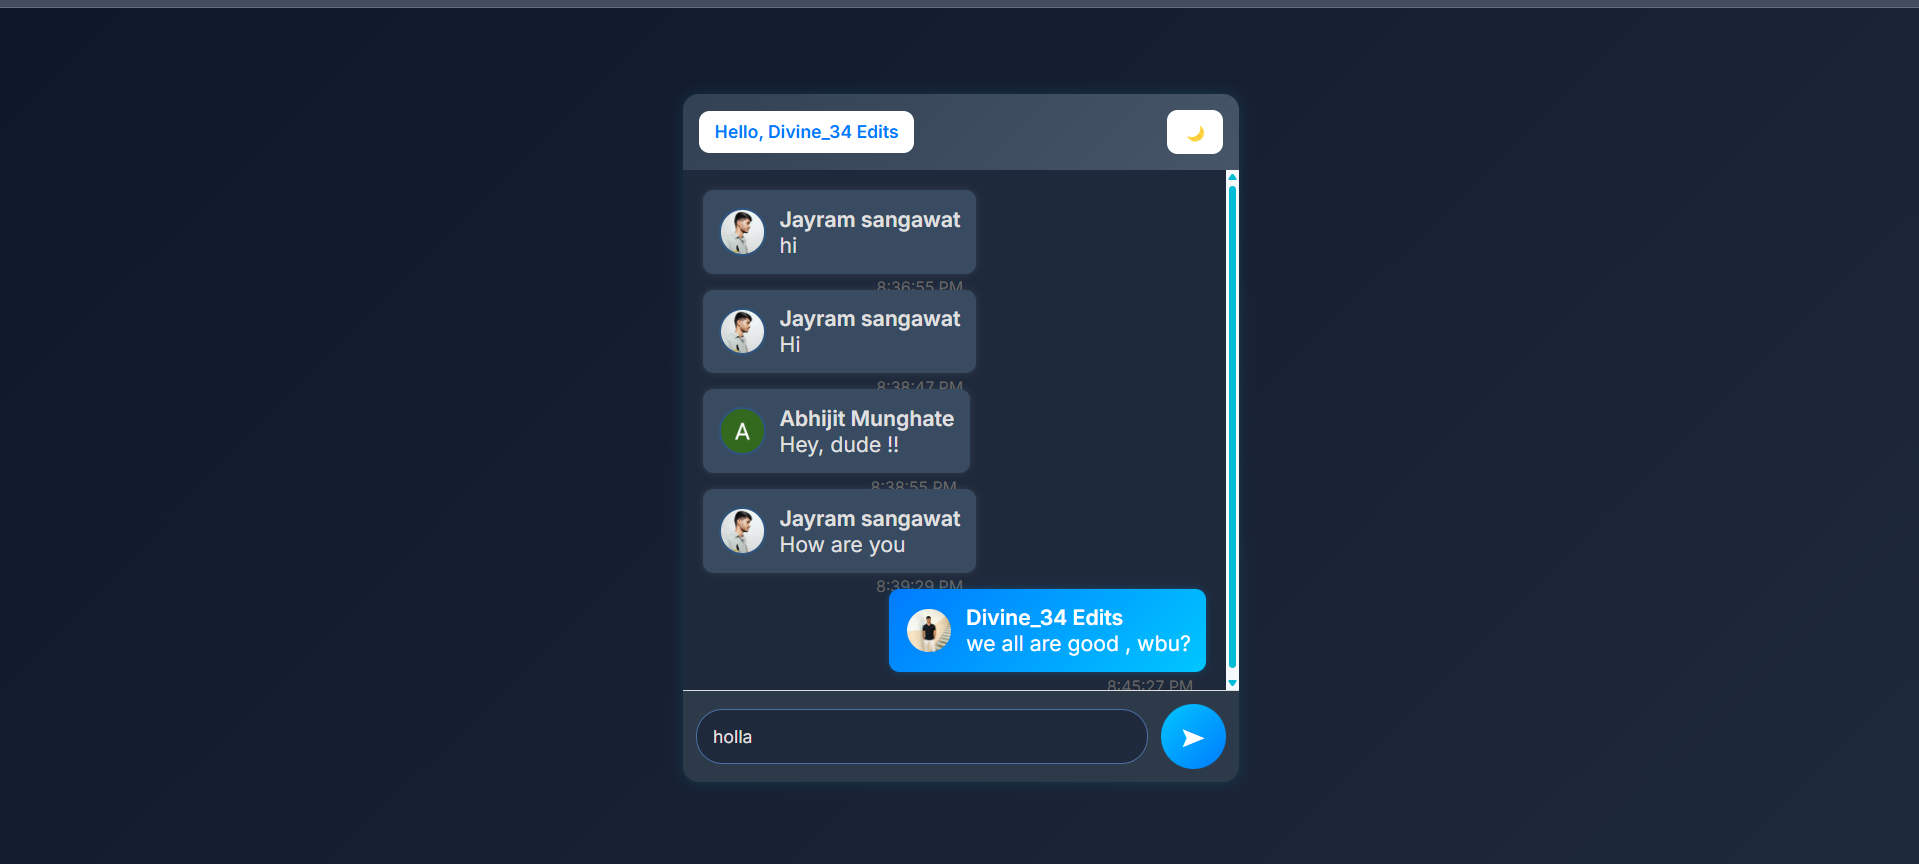 Hello, Divine_34 Edits
Jayram sangawat
hi
8:36:55 PM
Jayram sangawat
Hi
8:38:47 PM
Abhijit Munghate
Hey, dude !!
8:38:55 PM
Jayram sangawat
How are you
8:39:29 PM
Divine_34 Edits
we all are good , wbu?
8:45:27 PM
holla